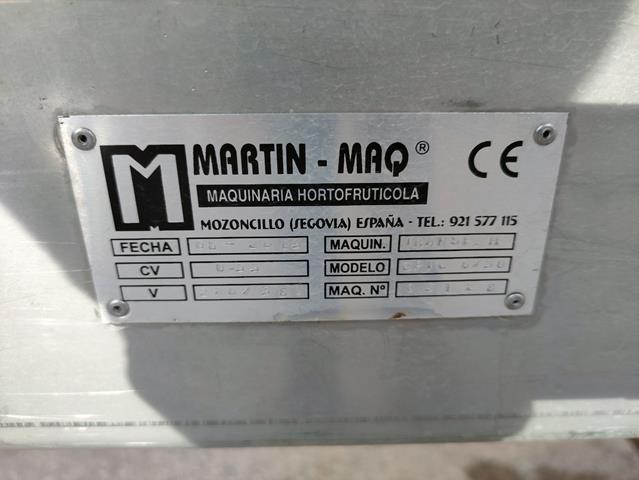 M MARTIN - MAQ ® CE
MAQUINARIA HORTOFRUTICOLA
MOZONCILLO (SEGOVIA) ESPAÑA - TEL.: 921 577 115
FECHA MAQUIN.
CV MODELO
V MAQ. Nº